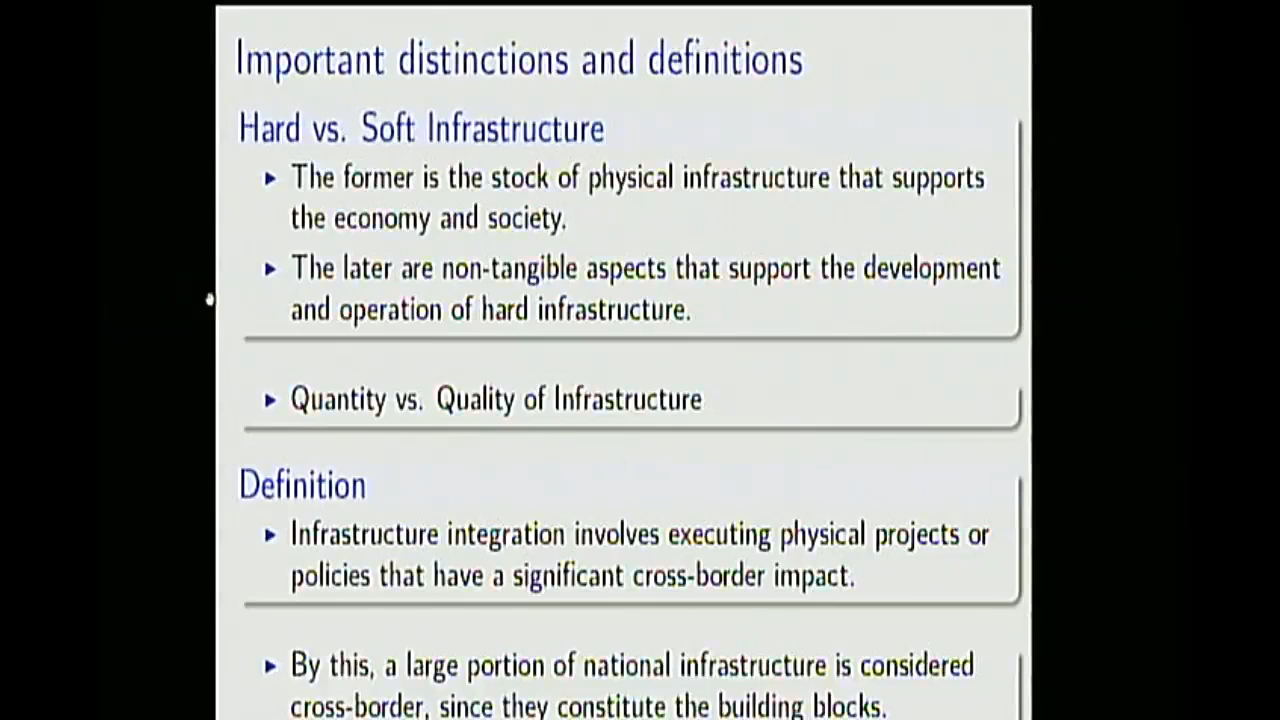 Important distinctions and definitions
Hard vs. Soft Infrastructure
The former is the stock of physical infrastructure that supports
the economy and society.
The later are non-tangible aspects that support the development
and operation of hard infrastructure.
Quantity vs. Quality of Infrastructure
Definition
Infrastructure integration involves executing physical projects or
policies that have a significant cross-border impact.
By this, a large portion of national infrastructure is considered
cross-border, since they constitute the building blocks.